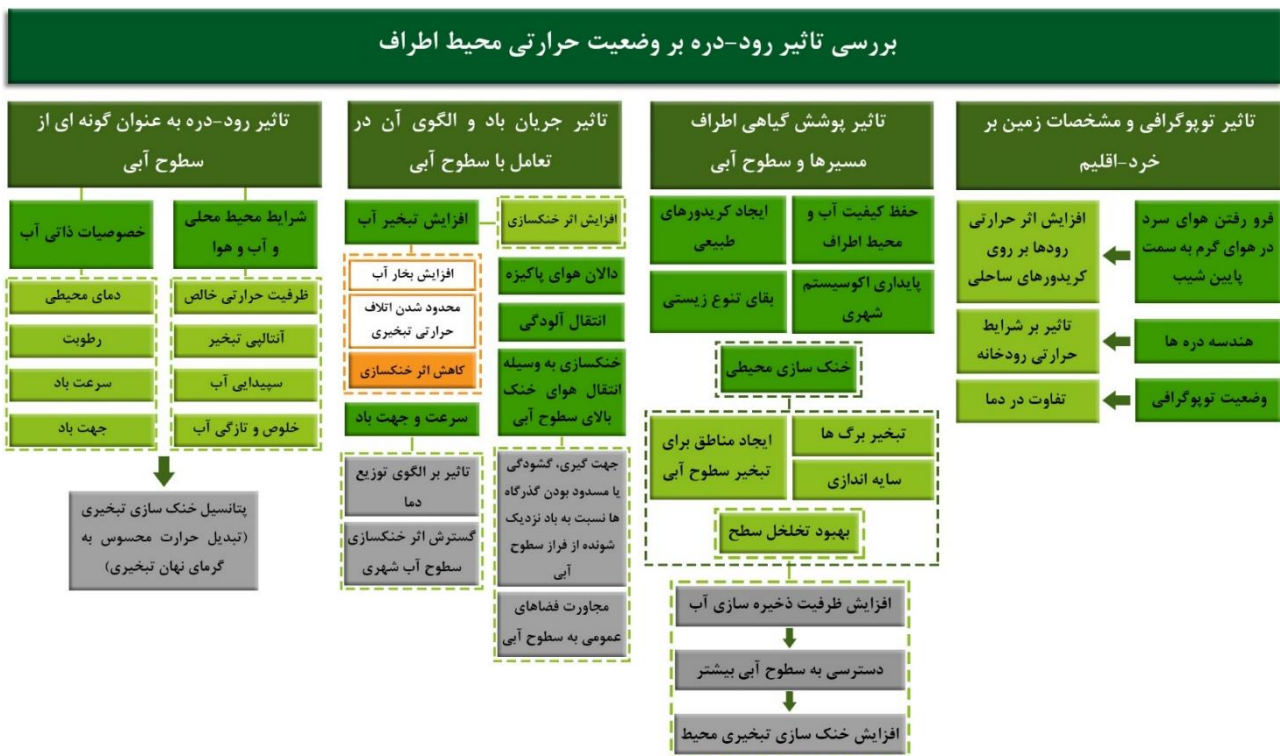 بررسی تاثیر رود-دره بر وضعیت حرارتی محیط اطراف
تاثیر توپوگرافی و مشخصات زمین بر
خرد-اقلیم
فرو رفتن هوای سرد
در هوای گرم به سمت
پایین شیب
افزایش اثر حرارتی
رودها بر روی
کریدورهای ساحلی
هندسه دره ها
تاثیر بر شرایط
حرارتی رودخانه
وضعیت توپوگرافی
تفاوت در دما
تاثیر پوشش گیاهی اطراف
مسیرها و سطوح آبی
حفظ کیفیت آب و
محیط اطراف
ایجاد کریدورهای
طبیعی
پایداری اکوسیستم
شهری
بقای تنوع زیستی
خنک سازی محیطی
تبخیر برگ ها
سایه اندازی
ایجاد مناطق برای
تبخیر سطوح آبی
بهبود تخلخل سطح
افزایش ظرفیت ذخیره سازی آب
دسترسی به سطوح آبی بیشتر
افزایش خنک سازی تبخیری محیط
تاثیر جریان باد و الگوی آن در
تعامل با سطوح آبی
افزایش اثر خنکسازی
دالان هوای پاکیزه
انتقال آلودگی
خنکسازی به وسیله
انتقال هوای خنک
بالای سطوح آبی
جهت گیری، گشودگی
یا مسدود بودن گذرگاه
ها نسبت به باد نزدیک
شونده از فراز سطوح
آبی
مجاورت فضاهای
عمومی به سطوح آبی
افزایش تبخیر آب
افزایش بخار آب
محدود شدن اتلاف
حرارتی تبخیری
کاهش اثر خنکسازی
سرعت و جهت باد
تاثیر بر الگوی توزیع
دما
گسترش اثر خنکسازی
سطوح آب شهری
تاثیر رود-دره به عنوان گونه ای از
سطوح آبی
شرایط محیط محلی
و آب و هوا
ظرفیت حرارتی خالص
آنتالپی تبخیر
سپیدایی آب
خلوص و تازگی آب
خصوصیات ذاتی آب
دمای محیطی
رطوبت
سرعت باد
جهت باد
پتانسیل خنک سازی تبخیری
(تبدیل حرارت محسوس به
گرمای نهان تبخیری)